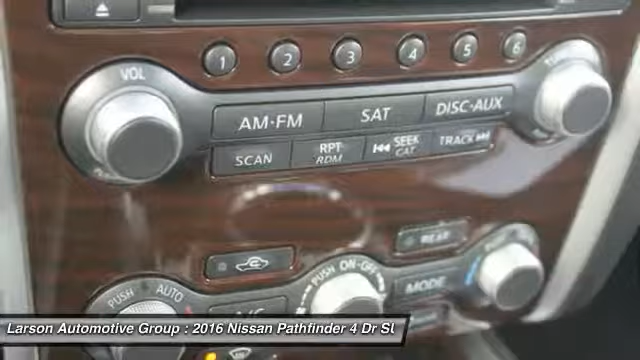 VOL
1 2 3 4 5 6
AM·FM SAT DISC·AUX
SCAN RPT RDM SEEK CAT TRACK
REAR
PUSH AUTO PUSH ON·OFF MODE
A/C
Larson Automotive Group : 2016 Nissan Pathfinder 4 Dr SU